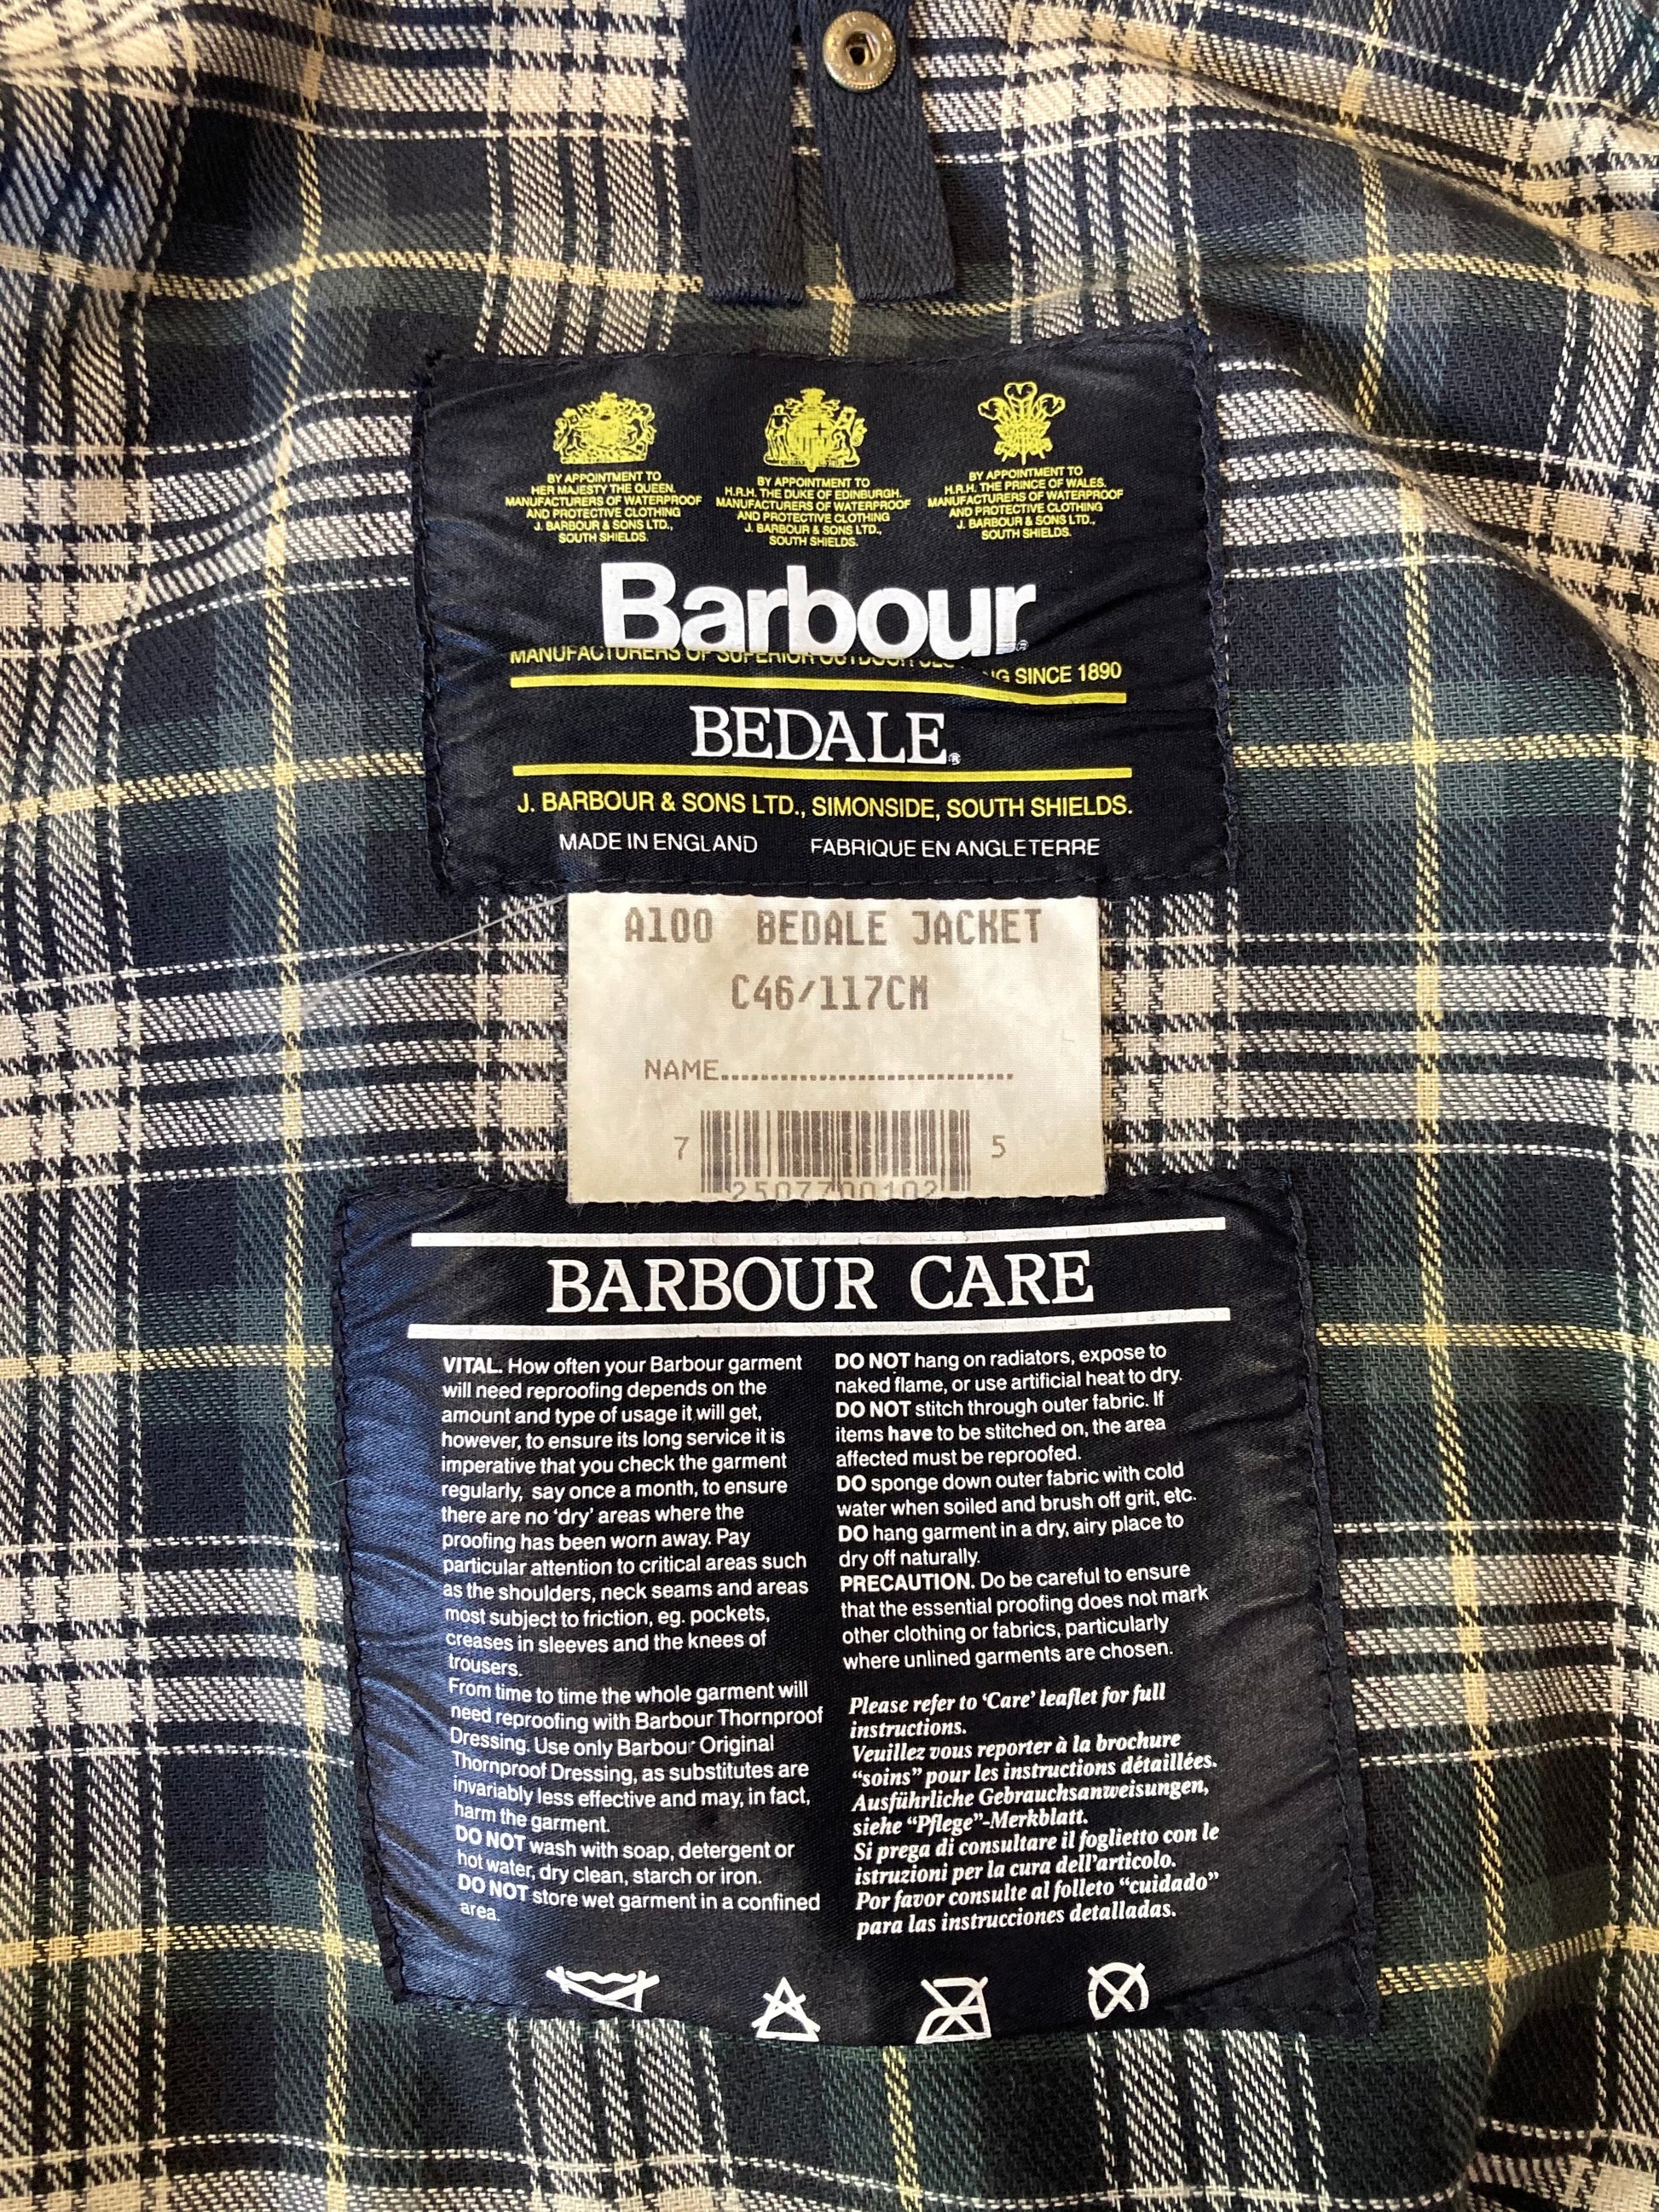 BY APPOINTMENT TO
HER MAJESTY THE QUEEN.
MANUFACTURERS OF WATERPROOF
AND PROTECTIVE CLOTHING
J. BARBOUR & SONS LTD.,
SOUTH SHIELDS.
BY APPOINTMENT TO
H.R.H. THE DUKE OF EDINBURGH.
MANUFACTURERS OF WATERPROOF
AND PROTECTIVE CLOTHING
J. BARBOUR & SONS LTD.,
SOUTH SHIELDS.
BY APPOINTMENT TO
H.R.H. THE PRINCE OF WALES.
MANUFACTURERS OF WATERPROOF
AND PROTECTIVE CLOTHING
J. BARBOUR & SONS LTD.,
SOUTH SHIELDS.
Barbour®
MANUFACTURERS OF SUPERIOR OUTDOOR CLOTHING SINCE 1890
BEDALE®
J. BARBOUR & SONS LTD., SIMONSIDE, SOUTH SHIELDS.
MADE IN ENGLAND FABRIQUE EN ANGLETERRE
A100 BEDALE JACKET
C46/117CM
NAME..............................
7 2507700102 5
BARBOUR CARE
VITAL. How often your Barbour garment
will need reproofing depends on the
amount and type of usage it will get,
however, to ensure its long service it is
imperative that you check the garment
regularly, say once a month, to ensure
there are no ‘dry’ areas where the
proofing has been worn away. Pay
particular attention to critical areas such
as the shoulders, neck seams and areas
most subject to friction, eg. pockets,
creases in sleeves and the knees of
trousers.
From time to time the whole garment will
need reproofing with Barbour Thornproof
Dressing. Use only Barbour Original
Thornproof Dressing, as substitutes are
invariably less effective and may, in fact,
harm the garment.
DO NOT wash with soap, detergent or
hot water, dry clean, starch or iron.
DO NOT store wet garment in a confined
area.
DO NOT hang on radiators, expose to
naked flame, or use artificial heat to dry.
DO NOT stitch through outer fabric. If
items have to be stitched on, the area
affected must be reproofed.
DO sponge down outer fabric with cold
water when soiled and brush off grit, etc.
DO hang garment in a dry, airy place to
dry off naturally.
PRECAUTION. Do be careful to ensure
that the essential proofing does not mark
other clothing or fabrics, particularly
where unlined garments are chosen.
Please refer to ‘Care’ leaflet for full
instructions.
Veuillez vous reporter à la brochure
“soins” pour les instructions détaillées.
Ausführliche Gebrauchsanweisungen,
siehe “Pflege”-Merkblatt.
Si prega di consultare il foglietto con le
istruzioni per la cura dell'articolo.
Por favor consulte al folleto “cuidado”
para las instrucciones detalladas.